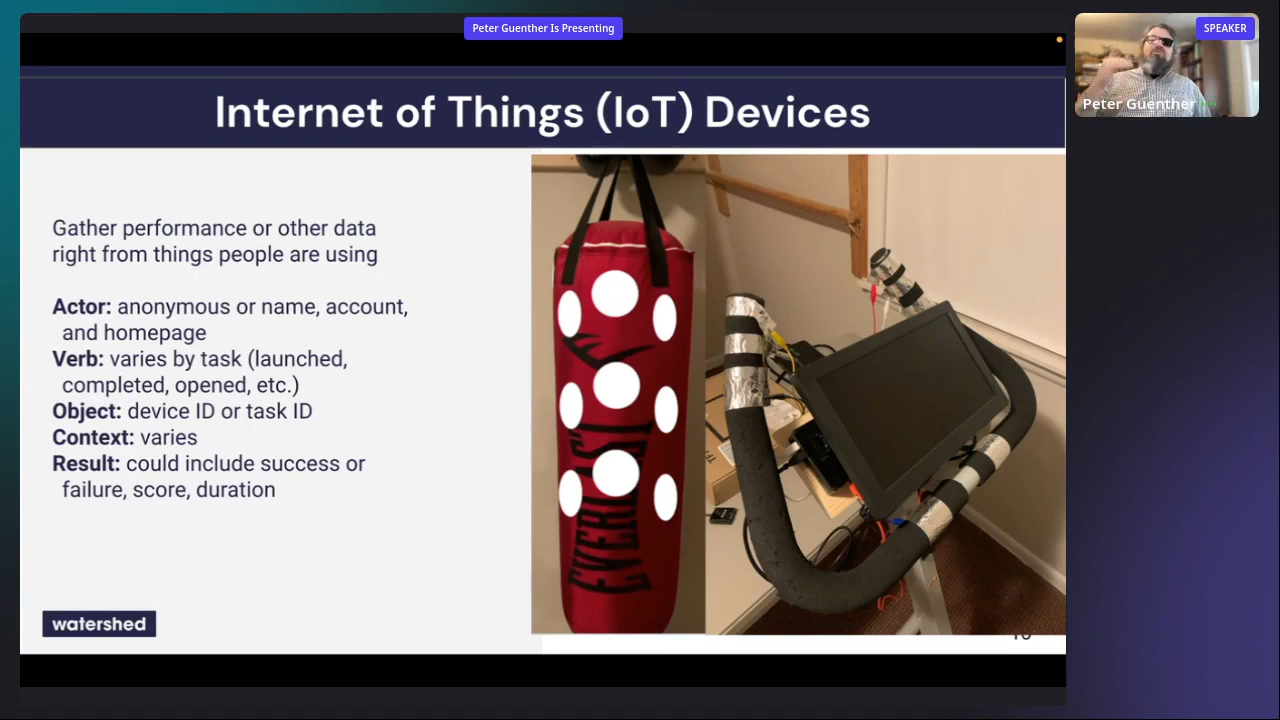 Peter Guenther Is Presenting
SPEAKER
Peter Guenther
Internet of Things (IoT) Devices
Gather performance or other data
right from things people are using
Actor: anonymous or name, account,
and homepage
Verb: varies by task (launched,
completed, opened, etc.)
Object: device ID or task ID
Context: varies
Result: could include success or
failure, score, duration
EVERLAST
watershed